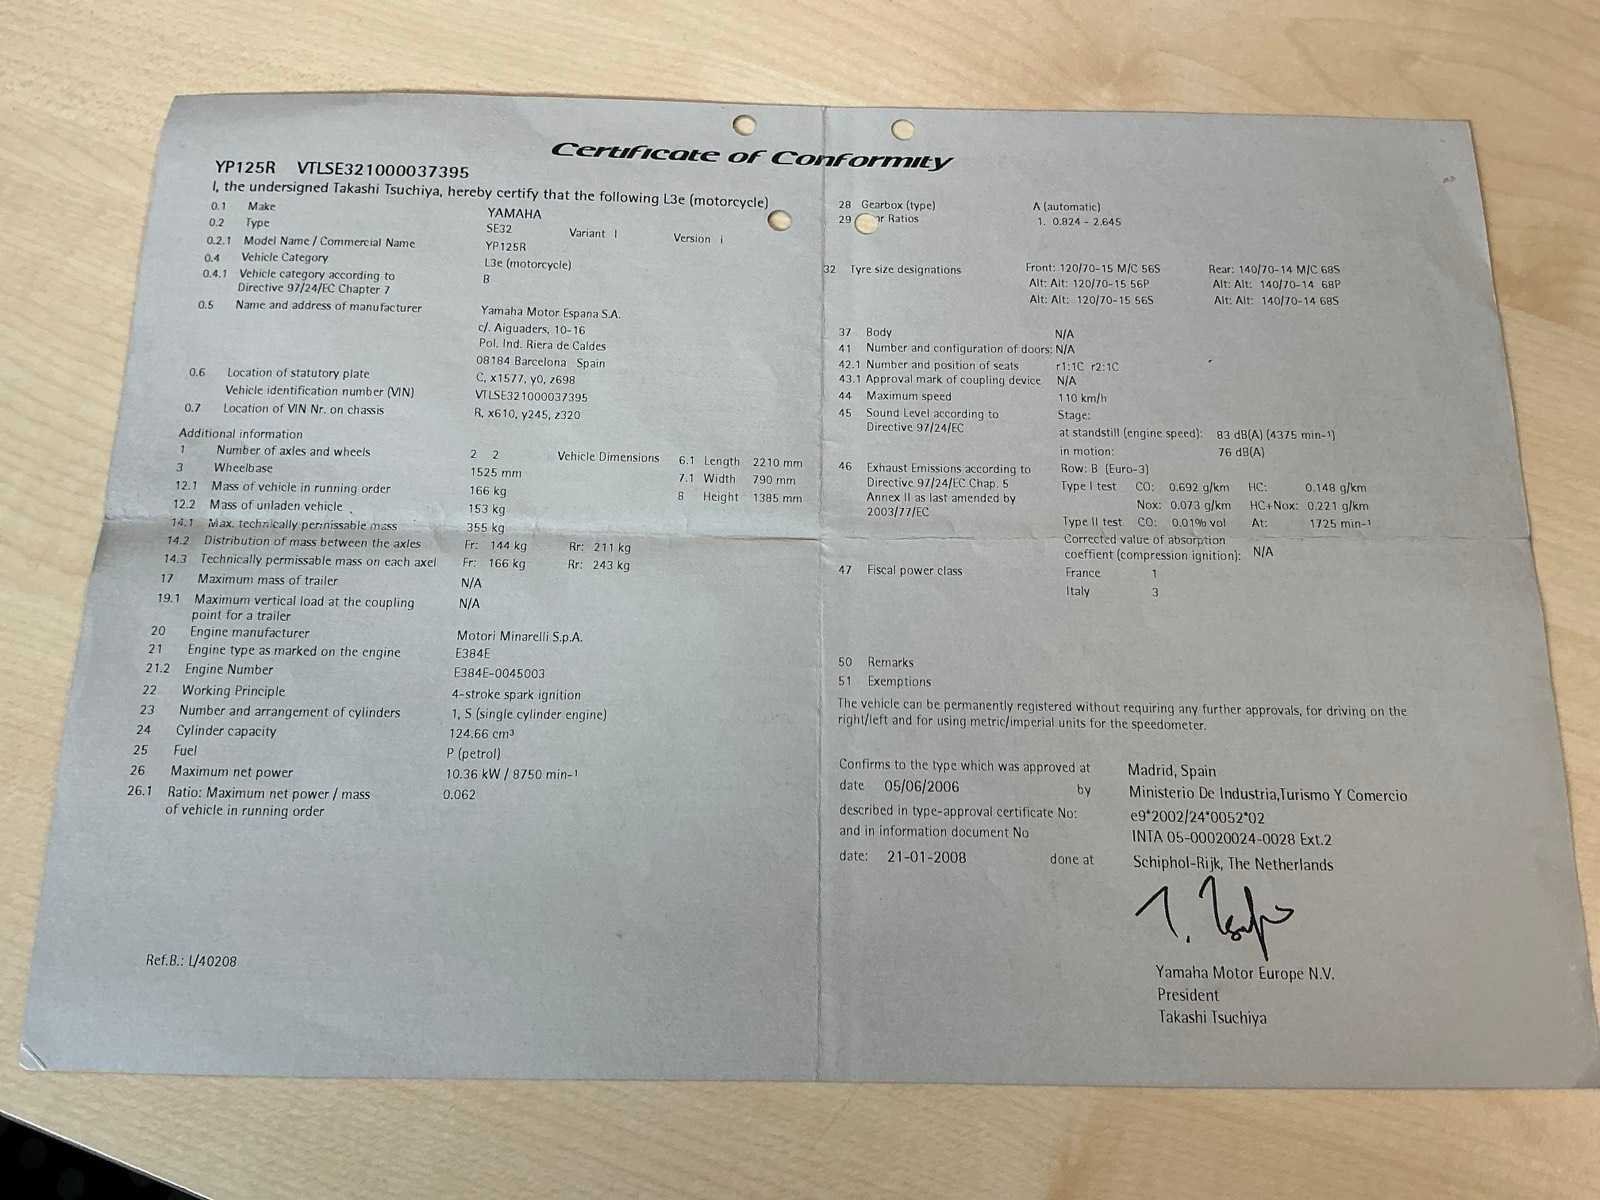 Certificate of Conformity
YP125R VTLSE321000037395
I, the undersigned Takashi Tsuchiya, hereby certify that the following L3e (motorcycle)
0.1 Make YAMAHA
0.2 Type SE32 Variant I Version i
0.2.1 Model Name / Commercial Name YP125R
0.4 Vehicle Category L3e (motorcycle)
0.4.1 Vehicle category according to B
Directive 97/24/EC Chapter 7
0.5 Name and address of manufacturer Yamaha Motor Espana S.A.
c/. Aiguaders, 10-16
Pol. Ind. Riera de Caldes
08184 Barcelona Spain
0.6 Location of statutory plate C, x1577, y0, z698
Vehicle identification number (VIN) VTLSE321000037395
0.7 Location of VIN Nr. on chassis R, x610, y245, z320
Additional information
1 Number of axles and wheels 2 2 Vehicle Dimensions 6.1 Length 2210 mm
3 Wheelbase 1525 mm 7.1 Width 790 mm
12.1 Mass of vehicle in running order 166 kg 8 Height 1385 mm
12.2 Mass of unladen vehicle 153 kg
14.1 Max. technically permissable mass 355 kg
14.2 Distribution of mass between the axles Fr: 144 kg Rr: 211 kg
14.3 Technically permissable mass on each axel Fr: 166 kg Rr: 243 kg
17 Maximum mass of trailer N/A
19.1 Maximum vertical load at the coupling N/A
point for a trailer
20 Engine manufacturer Motori Minarelli S.p.A.
21 Engine type as marked on the engine E384E
21.2 Engine Number E384E-0045003
22 Working Principle 4-stroke spark ignition
23 Number and arrangement of cylinders 1, S (single cylinder engine)
24 Cylinder capacity 124.66 cm³
25 Fuel P (petrol)
26 Maximum net power 10.36 kW / 8750 min-¹
26.1 Ratio: Maximum net power / mass 0.062
of vehicle in running order
Ref.B.: L/40208
28 Gearbox (type) A (automatic)
29 Ratios 1. 0.824 - 2.645
32 Tyre size designations Front: 120/70-15 M/C 56S Rear: 140/70-14 M/C 68S
Alt: Alt: 120/70-15 56P Alt: Alt: 140/70-14 68P
Alt: Alt: 120/70-15 56S Alt: Alt: 140/70-14 68S
37 Body N/A
41 Number and configuration of doors: N/A
42.1 Number and position of seats r1:1C r2:1C
43.1 Approval mark of coupling device N/A
44 Maximum speed 110 km/h
45 Sound Level according to Stage:
Directive 97/24/EC at standstill (engine speed): 83 dB(A) (4375 min-¹)
in motion: 76 dB(A)
46 Exhaust Emissions according to Row: B (Euro-3)
Directive 97/24/EC Chap. 5 Type I test CO: 0.692 g/km HC: 0.148 g/km
Annex II as last amended by Nox: 0.073 g/km HC+Nox: 0.221 g/km
2003/77/EC Type II test CO: 0.01% vol At: 1725 min-¹
Corrected value of absorption
coeffient (compression ignition): N/A
47 Fiscal power class France 1
Italy 3
50 Remarks
51 Exemptions
The vehicle can be permanently registered without requiring any further approvals, for driving on the
right/left and for using metric/imperial units for the speedometer.
Confirms to the type which was approved at Madrid, Spain
date 05/06/2006 by Ministerio De Industria,Turismo Y Comercio
described in type-approval certificate No: e9*2002/24*0052*02
and in information document No INTA 05-00020024-0028 Ext.2
date: 21-01-2008 done at Schiphol-Rijk, The Netherlands
Yamaha Motor Europe N.V.
President
Takashi Tsuchiya